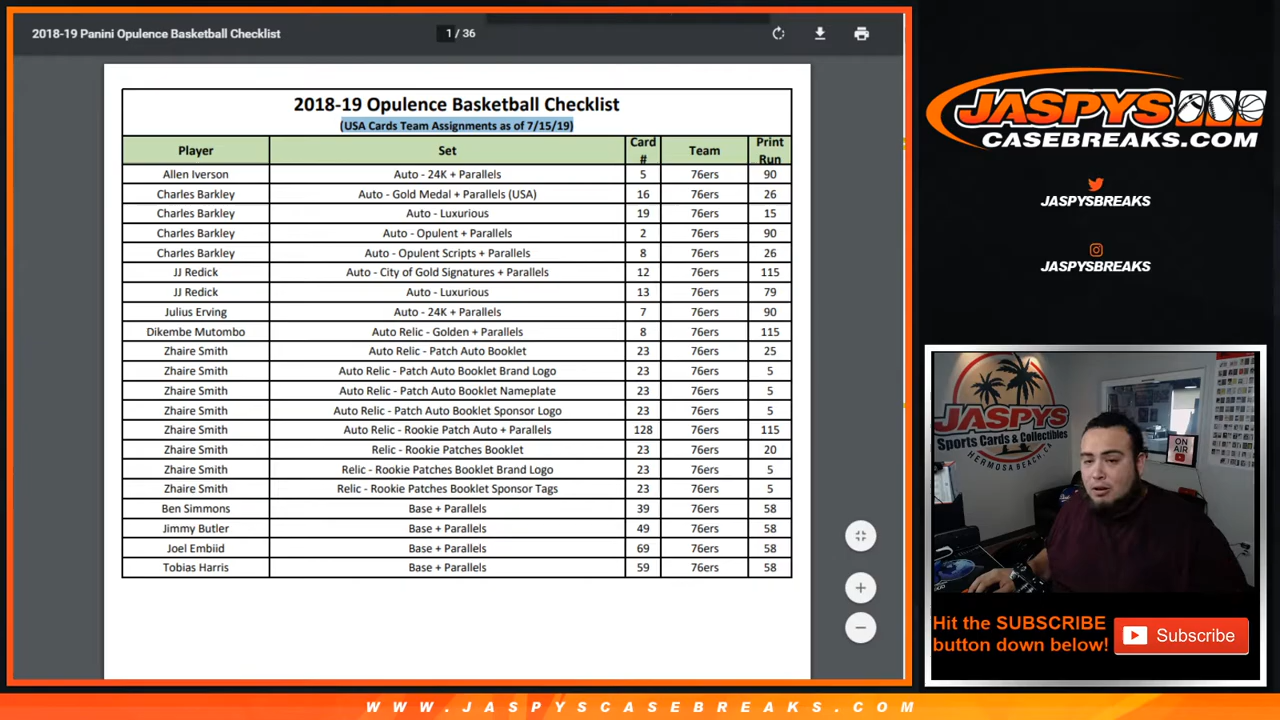 2018-19 Panini Opulence Basketball Checklist
1 / 36
2018-19 Opulence Basketball Checklist
(USA Cards Team Assignments as of 7/15/19)
Player Set Card # Team Print Run
Allen Iverson Auto - 24K + Parallels 5 76ers 90
Charles Barkley Auto - Gold Medal + Parallels (USA) 16 76ers 26
Charles Barkley Auto - Luxurious 19 76ers 15
Charles Barkley Auto - Opulent + Parallels 2 76ers 90
Charles Barkley Auto - Opulent Scripts + Parallels 8 76ers 26
JJ Redick Auto - City of Gold Signatures + Parallels 12 76ers 115
JJ Redick Auto - Luxurious 13 76ers 79
Julius Erving Auto - 24K + Parallels 7 76ers 90
Dikembe Mutombo Auto Relic - Golden + Parallels 8 76ers 115
Zhaire Smith Auto Relic - Patch Auto Booklet 23 76ers 25
Zhaire Smith Auto Relic - Patch Auto Booklet Brand Logo 23 76ers 5
Zhaire Smith Auto Relic - Patch Auto Booklet Nameplate 23 76ers 5
Zhaire Smith Auto Relic - Patch Auto Booklet Sponsor Logo 23 76ers 5
Zhaire Smith Auto Relic - Rookie Patch Auto + Parallels 128 76ers 115
Zhaire Smith Relic - Rookie Patches Booklet 23 76ers 20
Zhaire Smith Relic - Rookie Patches Booklet Brand Logo 23 76ers 5
Zhaire Smith Relic - Rookie Patches Booklet Sponsor Tags 23 76ers 5
Ben Simmons Base + Parallels 39 76ers 58
Jimmy Butler Base + Parallels 49 76ers 58
Joel Embiid Base + Parallels 69 76ers 58
Tobias Harris Base + Parallels 59 76ers 58
JASPYS
CASEBREAKS.COM
JASPYSBREAKS
JASPYSBREAKS
JASPYS
Sports Cards & Collectibles
HERMOSA BEACH, CA
ON AIR
Hit the SUBSCRIBE
button down below!
Subscribe
WWW.JASPYSCASEBREAKS.COM